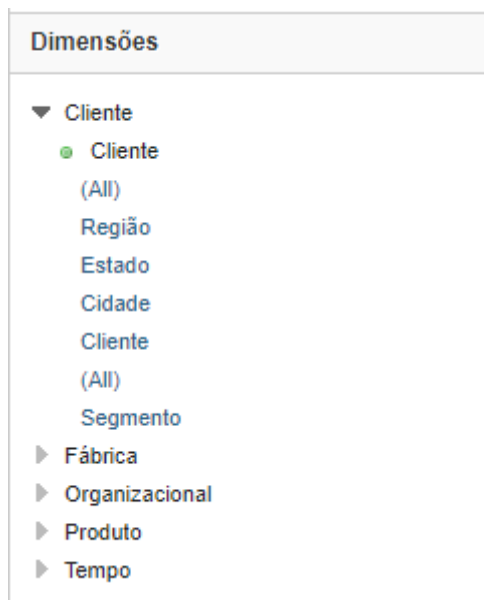 Dimensões
Cliente
Cliente
(All)
Região
Estado
Cidade
Cliente
(All)
Segmento
Fábrica
Organizacional
Produto
Tempo